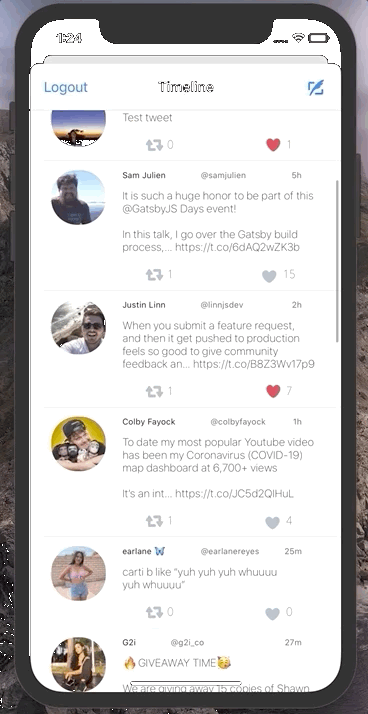 1:24
Logout
Timeline
Test tweet
0
1
Sam Julien @samjulien 5h
It is such a huge honor to be part of this
@GatsbyJS Days event!
In this talk, I go over the Gatsby build
process,... https://t.co/6dAQ2wZK3b
1
15
Justin Linn @linnjsdev 2h
When you submit a feature request,
and then it get pushed to production
feels so good to give community
feedback an... https://t.co/B8Z3Wv17p9
1
7
Colby Fayock @colbyfayock 1h
To date my most popular Youtube video
has been my Coronavirus (COVID-19)
map dashboard at 6,700+ views
It's an int... https://t.co/JC5d2QIHuL
1
4
earlane 🦋 @earlanereyes 25m
carti b like "yuh yuh yuh whuuuu
yuh whuuuu"
0
0
G2i @g2i_co 27m
🔥GIVEAWAY TIME🥳
We are giving away 15 copies of Shawn